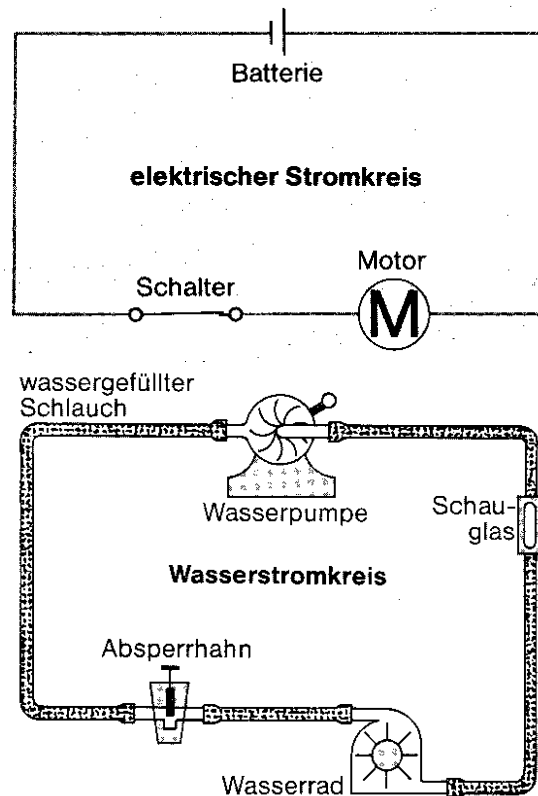 Batterie
elektrischer Stromkreis
Motor
Schalter
M
wassergefüllter
Schlauch
Wasserpumpe
Schau-
glas
Wasserstromkreis
Absperrhahn
Wasserrad